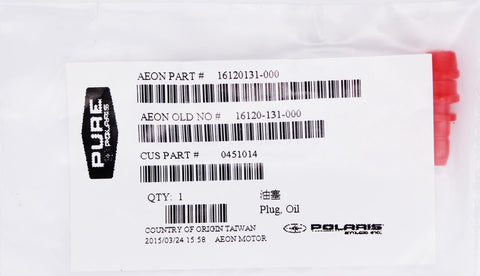 AEON PART # 16120131-000
AEON OLD NO # 16120-131-000
PURE
POLARIS
CUS PART # 0451014
QTY: 1
油塞
Plug, Oil
COUNTRY OF ORIGIN TAIWAN
2015/03/24 15:58 AEON MOTOR
POLARIS